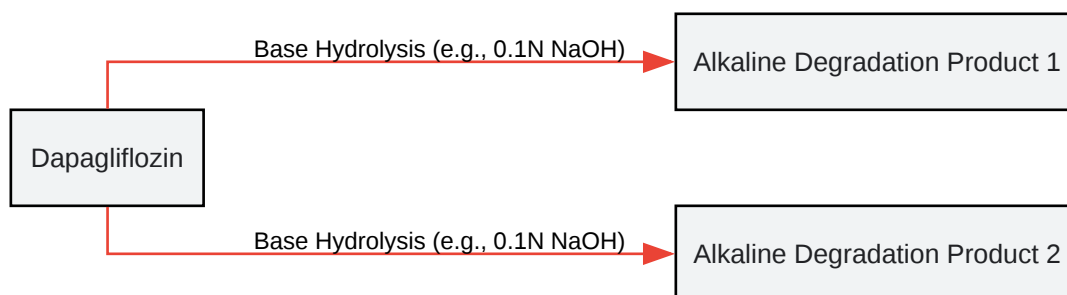 Base Hydrolysis (e.g., 0.1N NaOH)
Alkaline Degradation Product 1
Dapagliflozin
Base Hydrolysis (e.g., 0.1N NaOH)
Alkaline Degradation Product 2